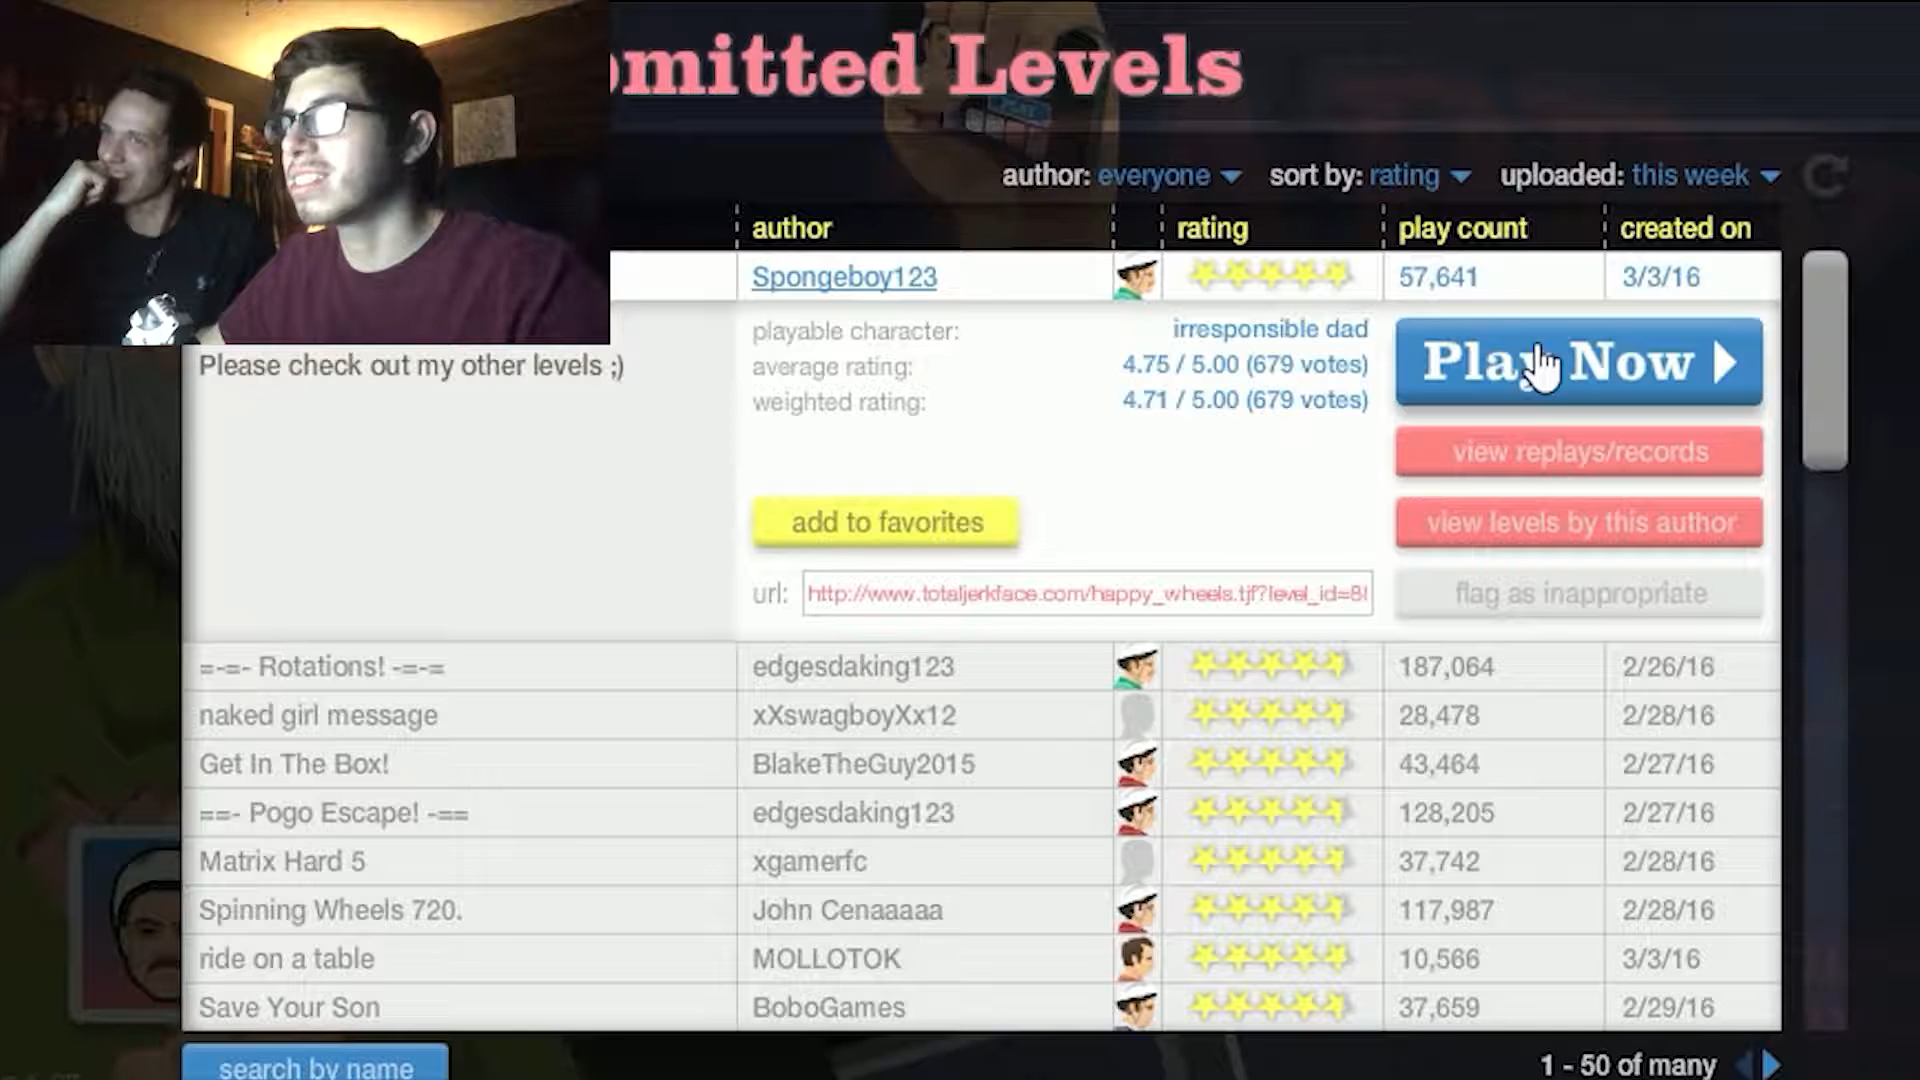 mitted Levels
author: everyone sort by: rating uploaded: this week
author rating play count created on
Spongeboy123 57,641 3/3/16
Please check out my other levels ;)
playable character: irresponsible dad
average rating: 4.75 / 5.00 (679 votes)
weighted rating: 4.71 / 5.00 (679 votes)
Play Now
view replays/records
add to favorites
view levels by this author
url: http://www.totaljerkface.com/happy_wheels.tjf?level_id=8
flag as inappropriate
=-=- Rotations! -=-= edgesdaking123 187,064 2/26/16
naked girl message xXswagboyXx12 28,478 2/28/16
Get In The Box! BlakeTheGuy2015 43,464 2/27/16
==- Pogo Escape! -== edgesdaking123 128,205 2/27/16
Matrix Hard 5 xgamerfc 37,742 2/28/16
Spinning Wheels 720. John Cenaaaaa 117,987 2/28/16
ride on a table MOLLOTOK 10,566 3/3/16
Save Your Son BoboGames 37,659 2/29/16
search by name
1 - 50 of many